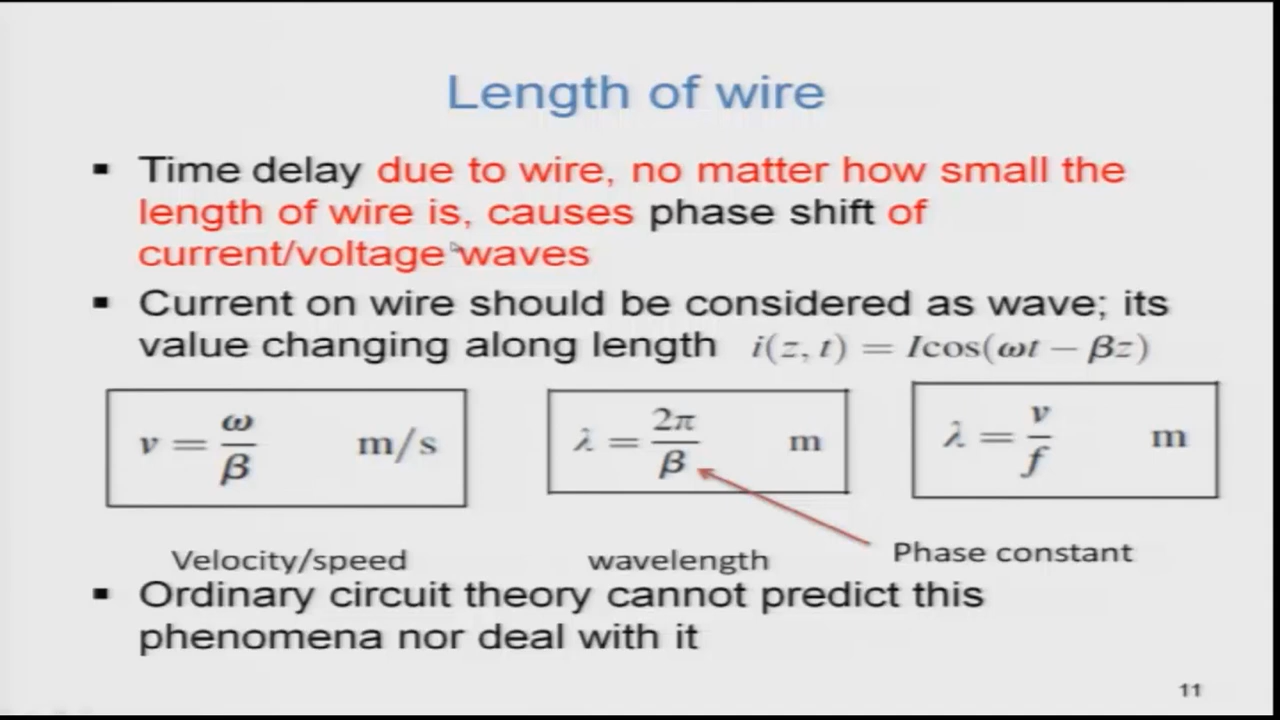 Length of wire
▪ Time delay due to wire, no matter how small the
length of wire is, causes phase shift of
current/voltage waves
▪ Current on wire should be considered as wave; its
value changing along length i(z, t) = Icos(ωt − βz)
v = ω/β m/s
λ = 2π/β m
λ = v/f m
Velocity/speed
wavelength
Phase constant
▪ Ordinary circuit theory cannot predict this
phenomena nor deal with it
11